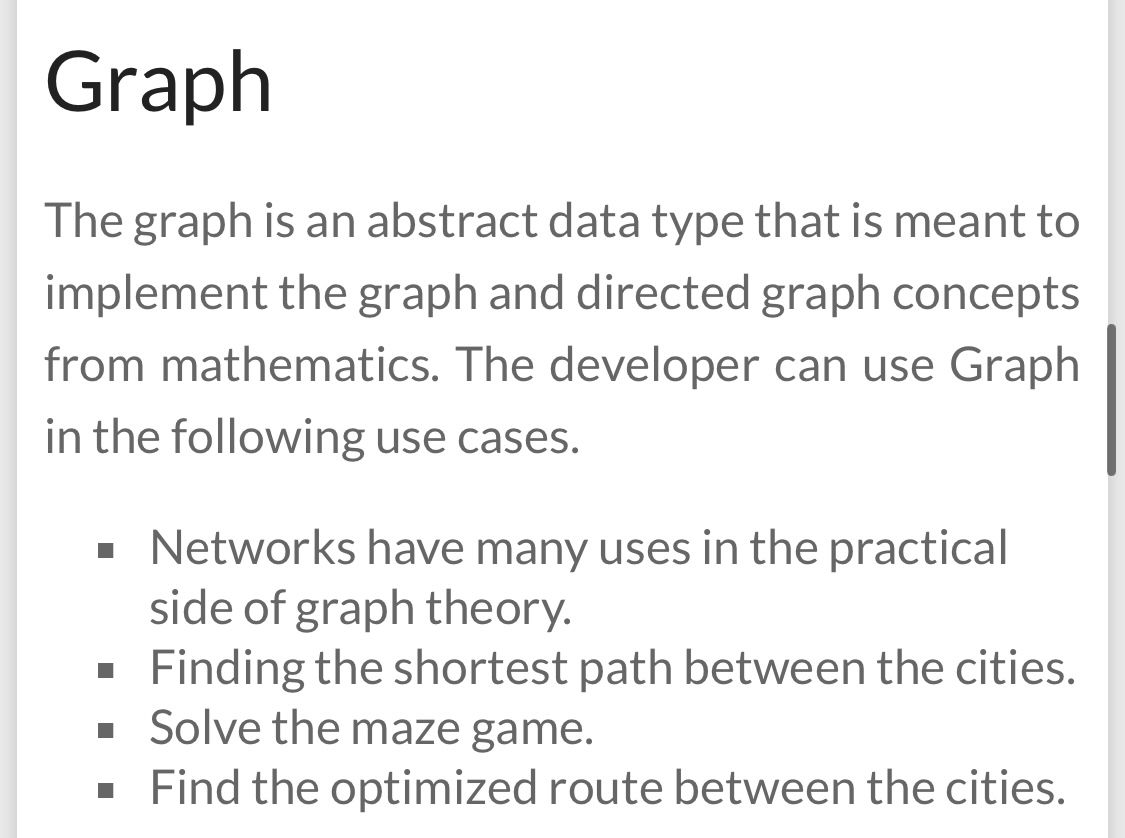 Graph
The graph is an abstract data type that is meant to
implement the graph and directed graph concepts
from mathematics. The developer can use Graph
in the following use cases.
▪ Networks have many uses in the practical
side of graph theory.
▪ Finding the shortest path between the cities.
▪ Solve the maze game.
▪ Find the optimized route between the cities.